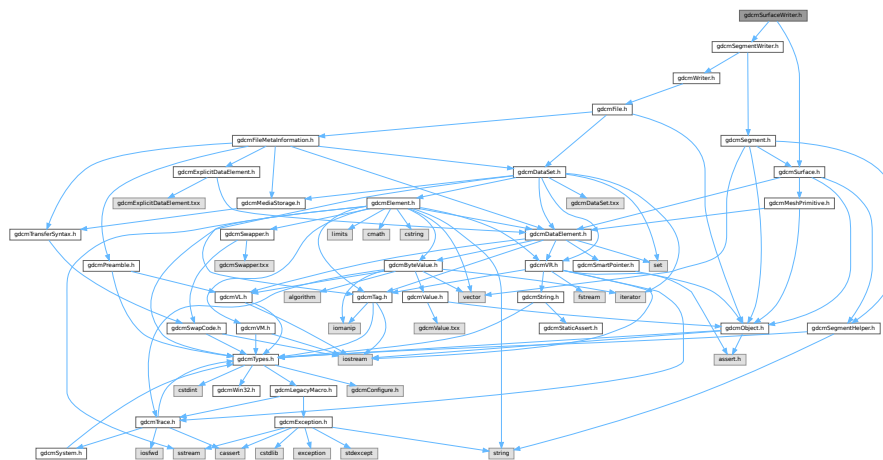 gdcmSurfaceWriter.h
gdcmSegmentWriter.h
gdcmWriter.h
gdcmFile.h
gdcmFileMetaInformation.h
gdcmSegment.h
gdcmExplicitDataElement.h
gdcmDataSet.h
gdcmSurface.h
gdcmExplicitDataElement.txx
gdcmMediaStorage.h
gdcmElement.h
gdcmDataSet.txx
gdcmMeshPrimitive.h
gdcmTransferSyntax.h
gdcmSwapper.h
limits
cmath
cstring
gdcmDataElement.h
gdcmPreamble.h
gdcmSwapper.txx
gdcmByteValue.h
gdcmVR.h
gdcmSmartPointer.h
set
gdcmVL.h
algorithm
gdcmTag.h
gdcmValue.h
vector
gdcmString.h
fstream
iterator
gdcmSwapCode.h
gdcmVM.h
iomanip
gdcmValue.txx
gdcmStaticAssert.h
gdcmObject.h
gdcmSegmentHelper.h
gdcmTypes.h
iostream
assert.h
cstdint
gdcmWin32.h
gdcmLegacyMacro.h
gdcmConfigure.h
gdcmTrace.h
gdcmException.h
gdcmSystem.h
iosfwd
sstream
cassert
cstdlib
exception
stdexcept
string